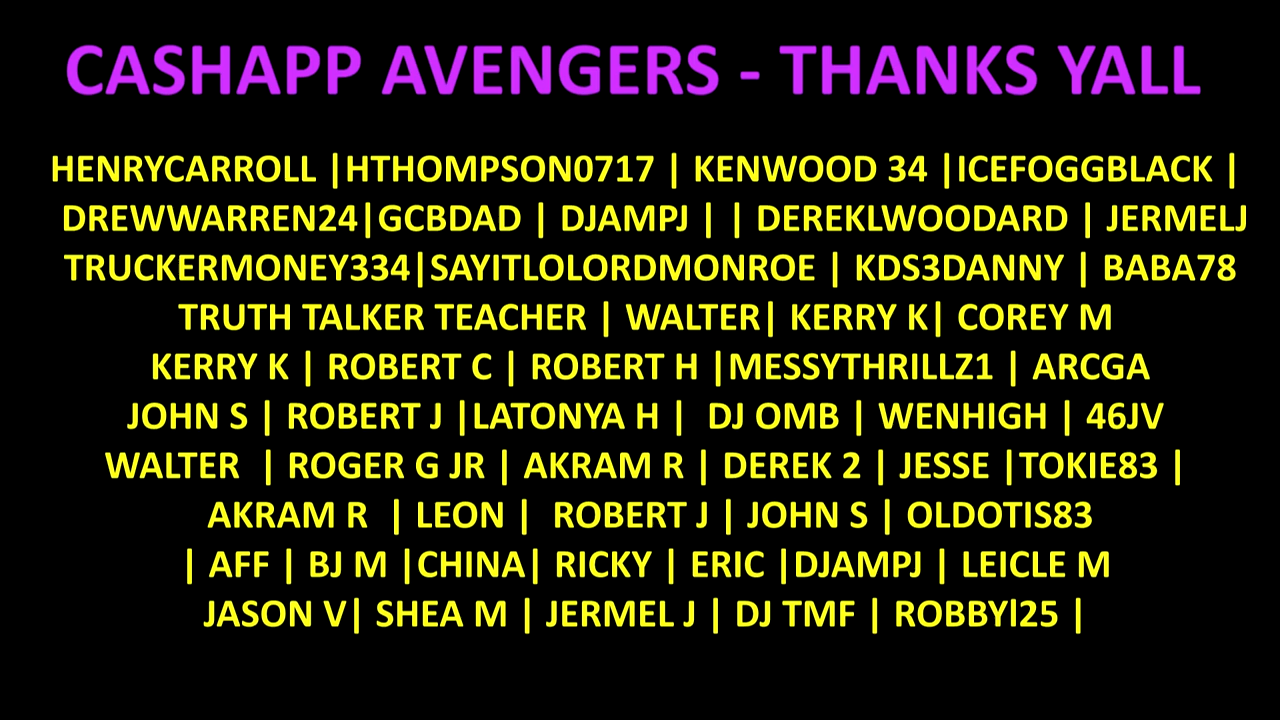 CASHAPP AVENGERS - THANKS YALL
HENRYCARROLL |HTHOMPSON0717 | KENWOOD 34 |ICEFOGGBLACK |
DREWWARREN24|GCBDAD | DJAMPJ | | DEREKLWOODARD | JERMELJ
TRUCKERMONEY334|SAYITLOLORDMONROE | KDS3DANNY | BABA78
TRUTH TALKER TEACHER | WALTER| KERRY K| COREY M
KERRY K | ROBERT C | ROBERT H |MESSYTHRILLZ1 | ARCGA
JOHN S | ROBERT J |LATONYA H |  DJ OMB | WENHIGH | 46JV
WALTER  | ROGER G JR | AKRAM R | DEREK 2 | JESSE |TOKIE83 |
AKRAM R  | LEON |  ROBERT J | JOHN S | OLDOTIS83
| AFF | BJ M |CHINA| RICKY | ERIC |DJAMPJ | LEICLE M
JASON V| SHEA M | JERMEL J | DJ TMF | ROBBYl25 |